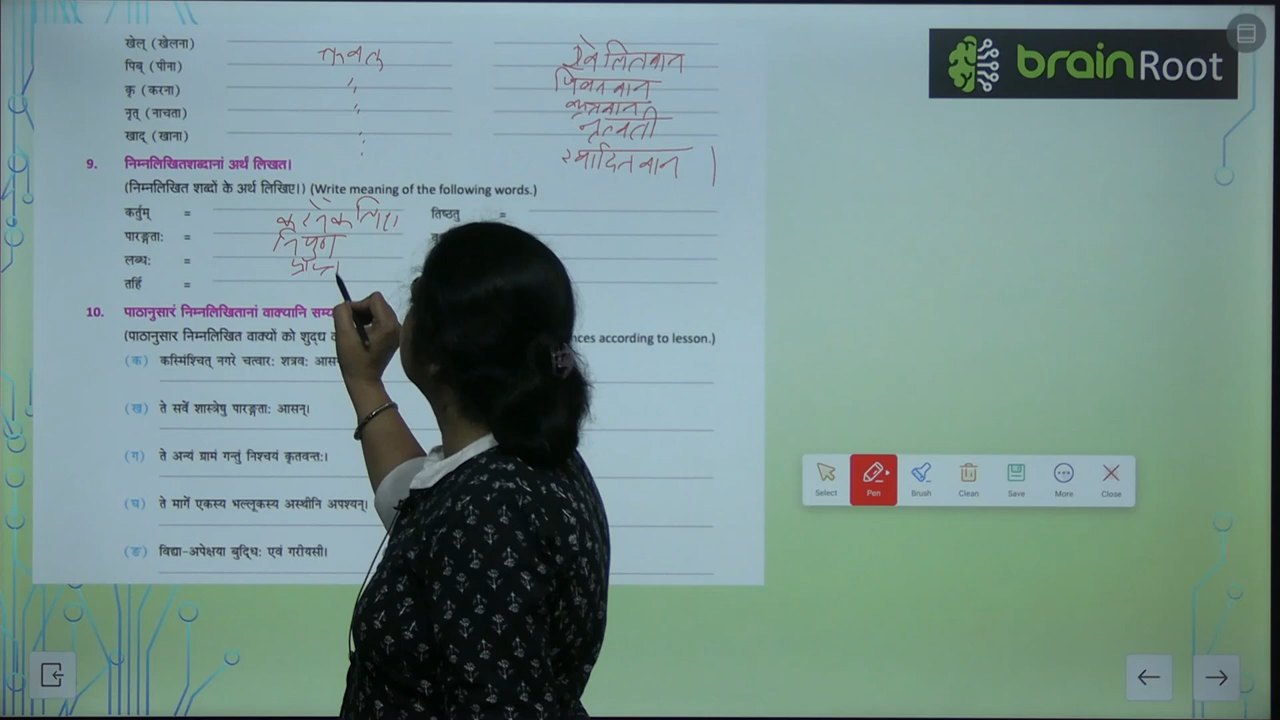 brainRoot
खेल् (खेलना) खेलितवान
पिब् (पीना) क्तवतु पिबतवान
कृ (करना) " कृतवान
नृत् (नाचता) " नृत्वती
खाद् (खाना) : खादितवान ।
9. निम्नलिखितशब्दानां अर्थं लिखत।
(निम्नलिखित शब्दों के अर्थ लिखिए।) (Write meaning of the following words.)
कर्तुम् = करने के लिए तिष्ठतु =
पारङ्गताः = निपुण
लब्धः =
तर्हि =
10. पाठानुसारं निम्नलिखितानां वाक्यानि
(पाठानुसार निम्नलिखित वाक्यों को शुद्ध according to lesson.)
(क) कस्मिंश्चित् नगरे चत्वारः शत्रवः
(ख) ते सर्वे शास्त्रेषु पारङ्गताः आसन्।
(ग) ते अन्यं ग्रामं गन्तुं निश्चयं कृतवन्तः।
(घ) ते मार्गे एकस्य भल्लूकस्य अस्थीनि अपश्यन्।
(ङ) विद्या-अपेक्षया बुद्धिः एवं गरीयसी।
Select Pen Brush Clean Save More Close